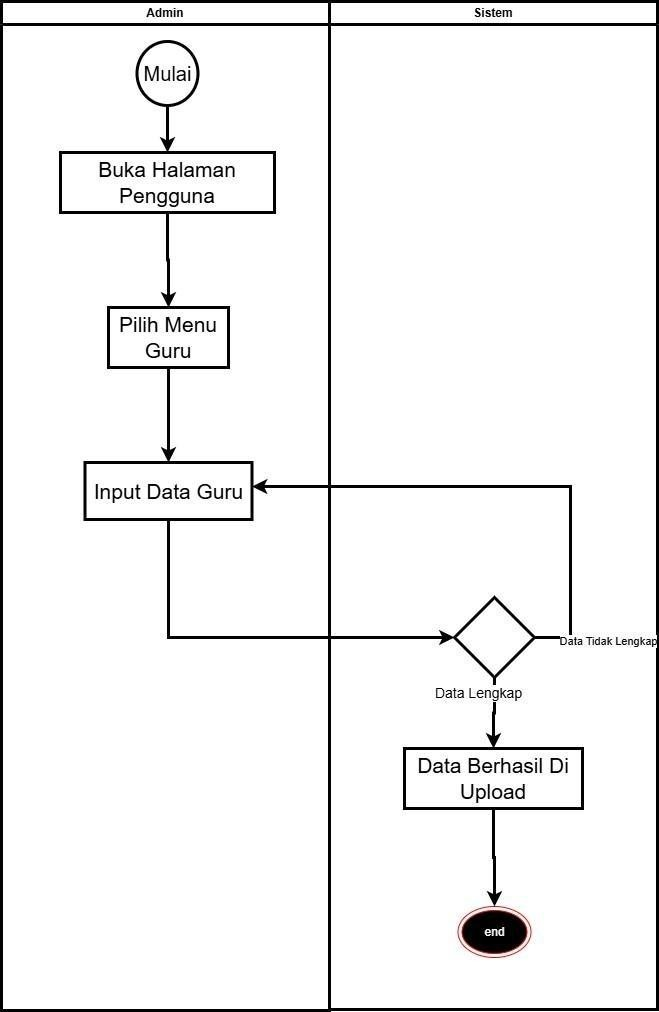 Admin
Sistem
Mulai
Buka Halaman
Pengguna
Pilih Menu
Guru
Input Data Guru
Data Tidak Lengkap
Data Lengkap
Data Berhasil Di
Upload
end